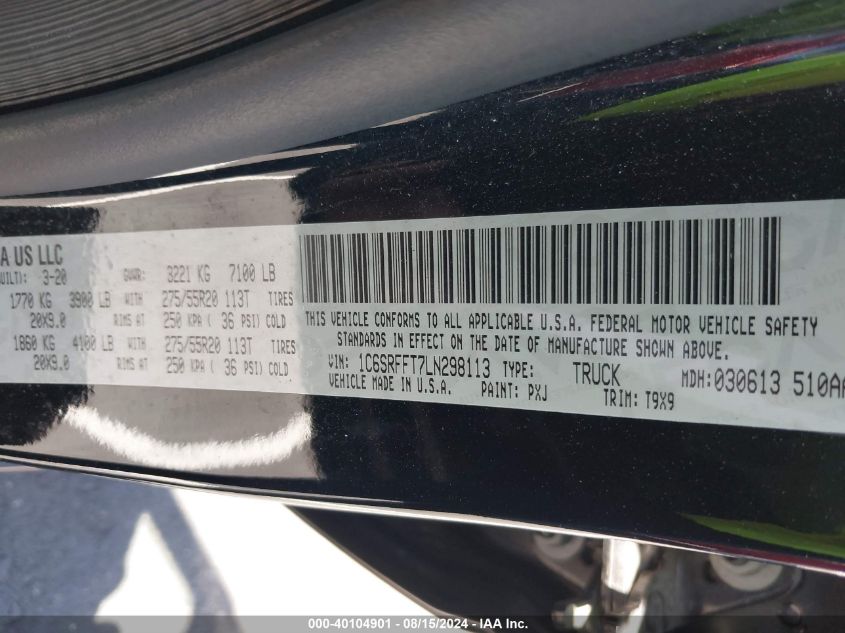 A US LLC
UILT): 3-20 GVWR: 3221 KG 7100 LB
1770 KG 3900 LB WITH 275/55R20 113T TIRES
20X9.0 RIMS AT 250 KPA ( 36 PSI) COLD
1860 KG 4100 LB WITH 275/55R20 113T TIRES
20X9.0 RIMS AT 250 KPA ( 36 PSI) COLD
THIS VEHICLE CONFORMS TO ALL APPLICABLE U.S.A. FEDERAL MOTOR VEHICLE SAFETY
STANDARDS IN EFFECT ON THE DATE OF MANUFACTURE SHOWN ABOVE.
VIN: 1C6SRFFT7LN298113 TYPE: TRUCK MDH: 030613 510AA
VEHICLE MADE IN U.S.A. PAINT: PXJ TRIM: T9X9
000-40104901 - 08/15/2024 - IAA Inc.